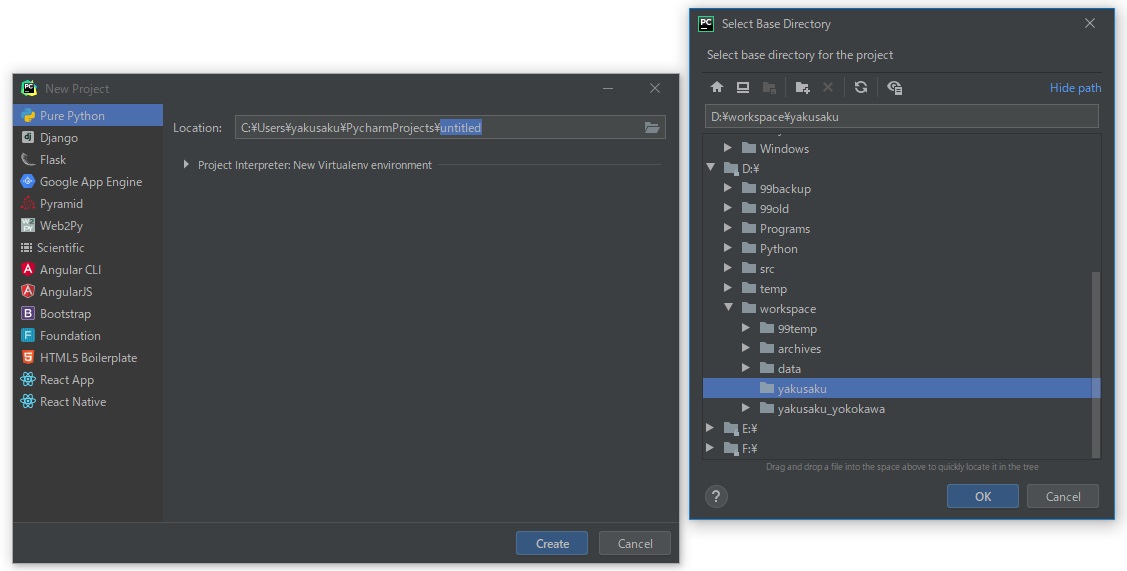 New Project
Pure Python
Django
Flask
Google App Engine
Pyramid
Web2Py
Scientific
Angular CLI
AngularJS
Bootstrap
Foundation
HTML5 Boilerplate
React App
React Native
Location: C:¥Users¥yakusaku¥PycharmProjects¥untitled
Project Interpreter: New Virtualenv environment
Create Cancel
Select Base Directory
Select base directory for the project
Hide path
D:¥workspace¥yakusaku
Windows
D:¥
99backup
99old
Programs
Python
src
temp
workspace
99temp
archives
data
yakusaku
yakusaku_yokokawa
E:¥
F:¥
Drag and drop a file into the space above to quickly locate it in the tree
? OK Cancel